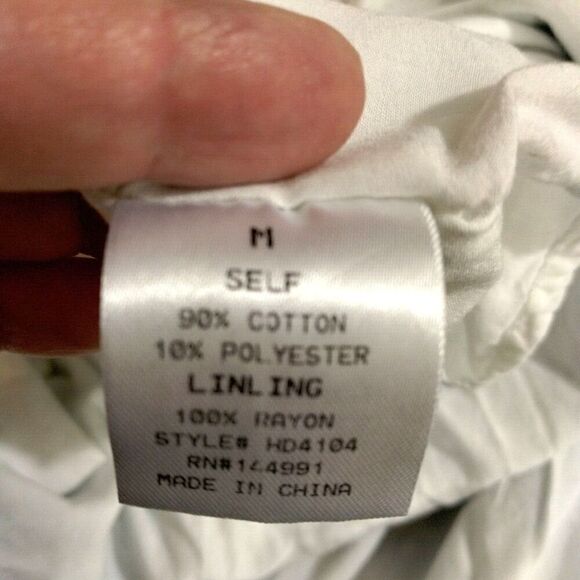 M
SELF
90% COTTON
10% POLYESTER
LINLING
100% RAYON
STYLE# HD4104
RN#144991
MADE IN CHINA